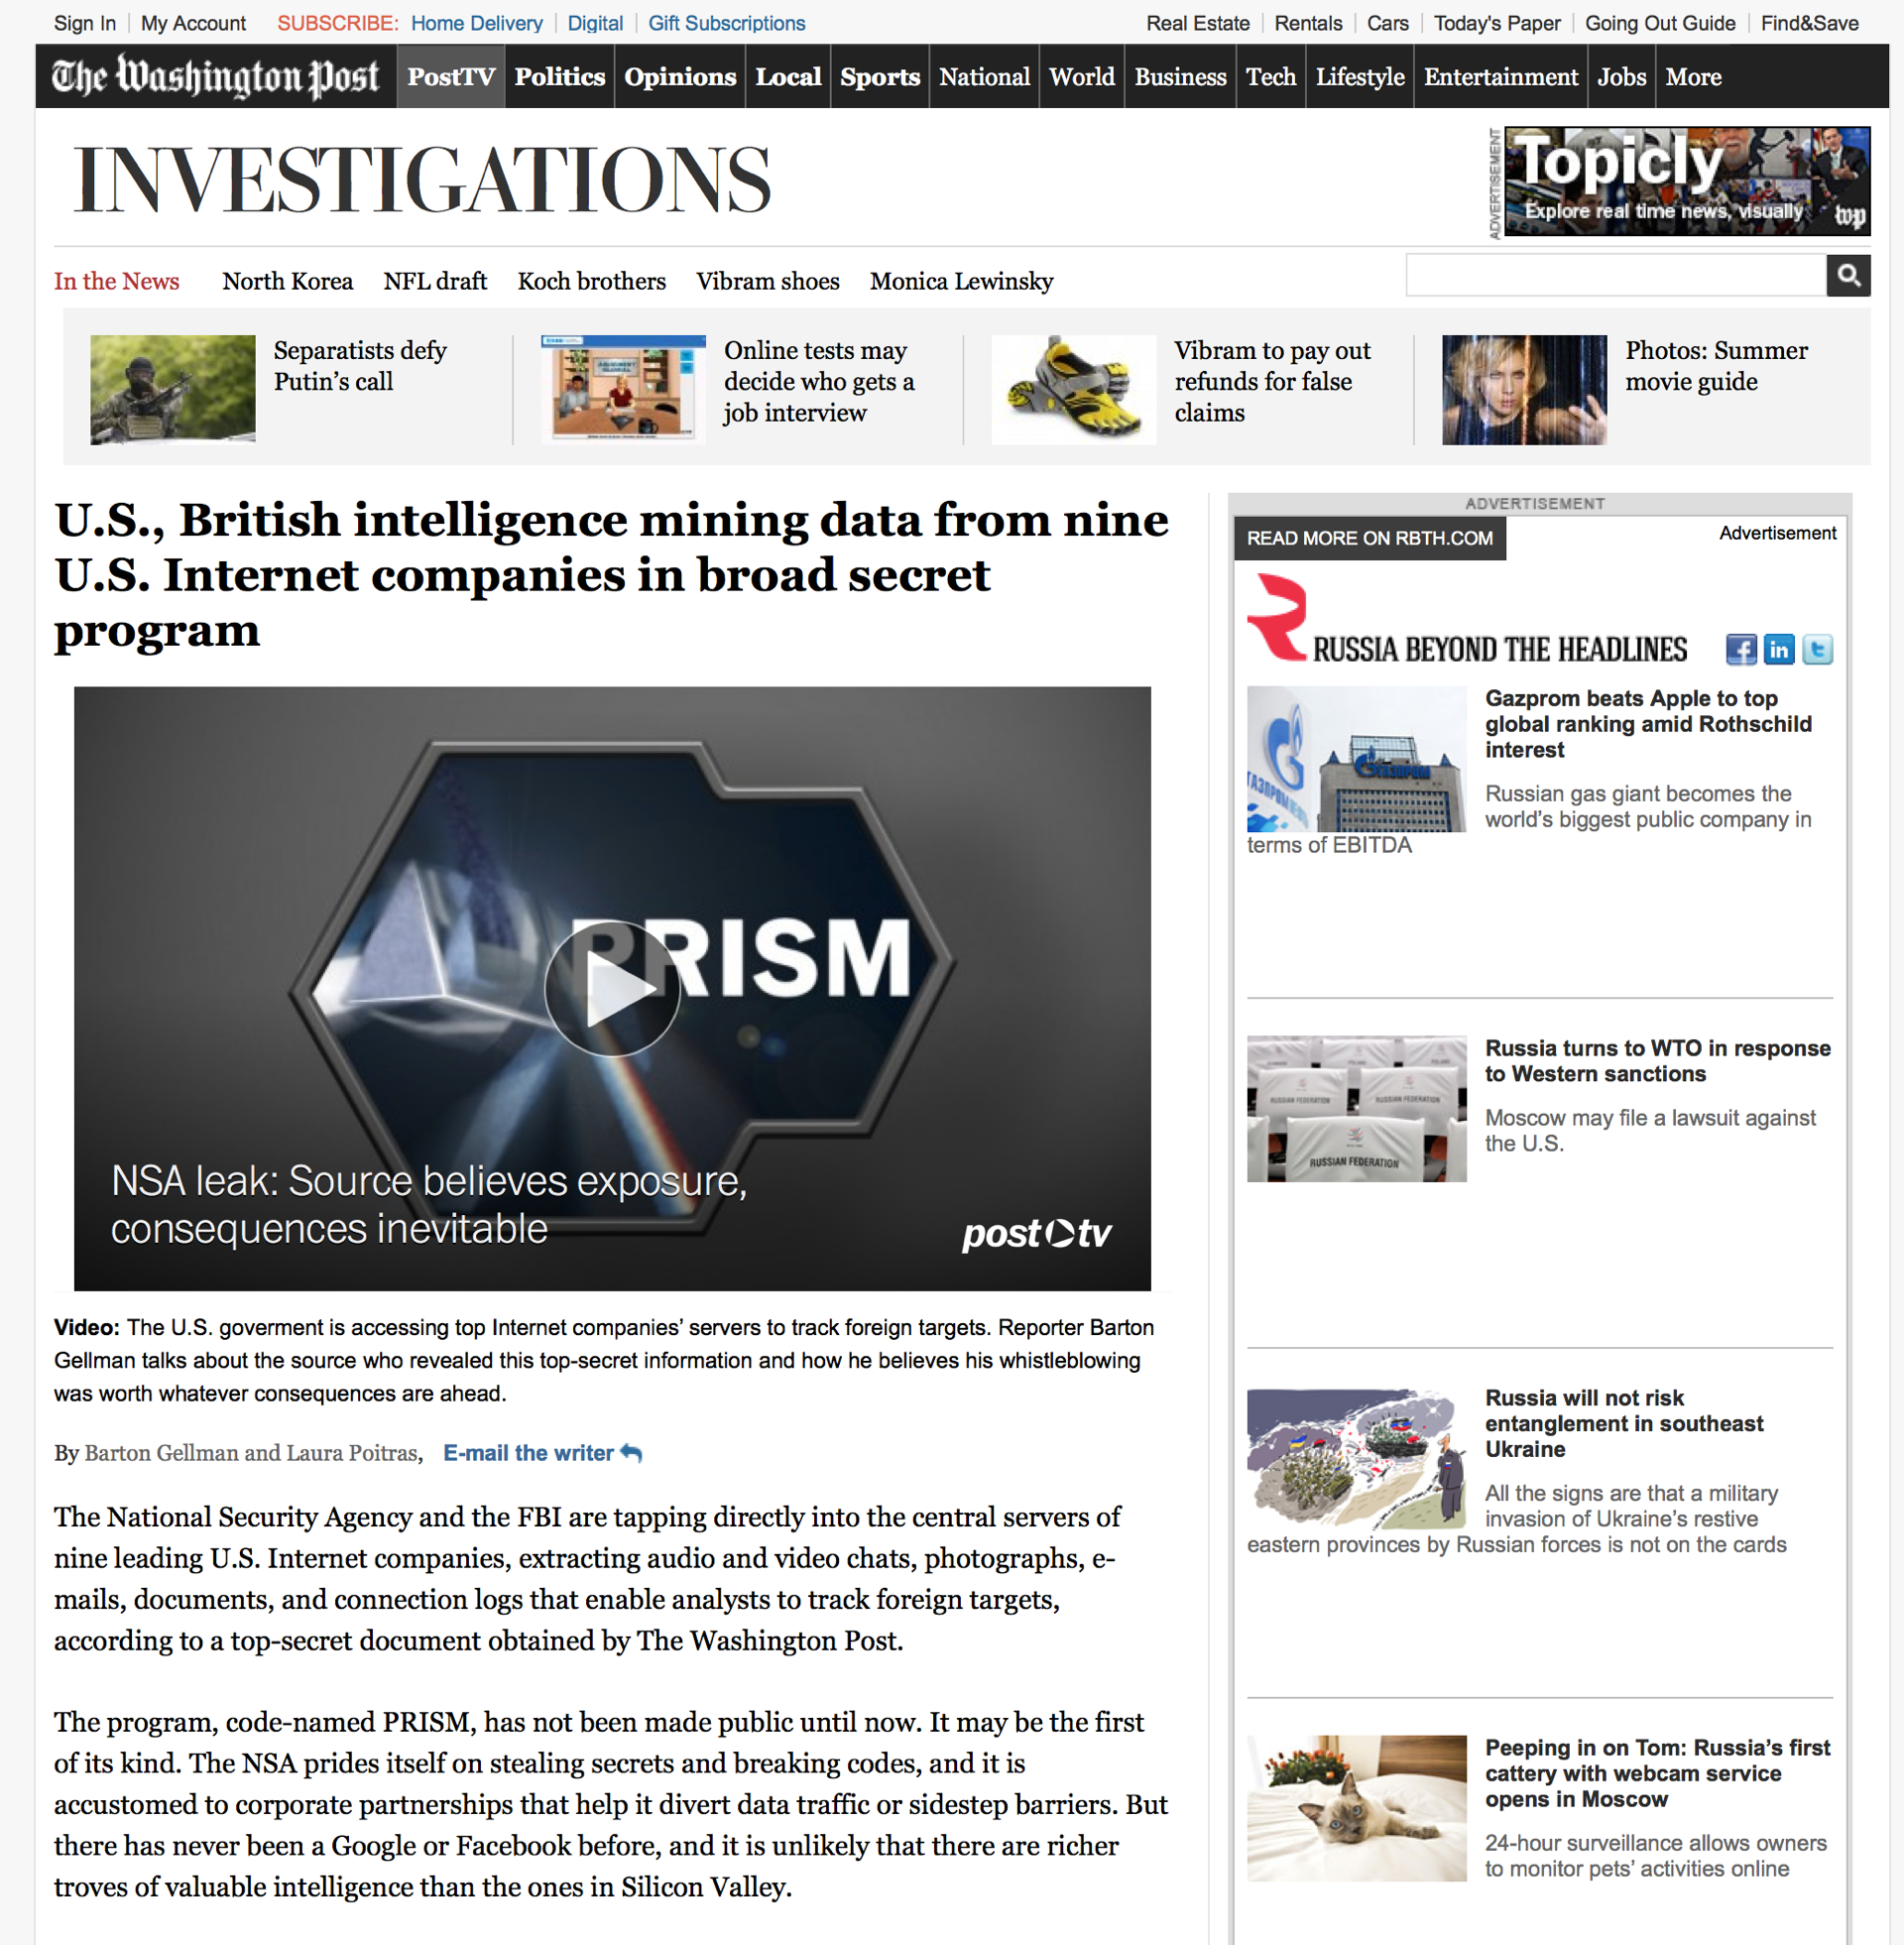 Sign In | My Account SUBSCRIBE: Home Delivery | Digital | Gift Subscriptions Real Estate | Rentals | Cars | Today's Paper | Going Out Guide | Find&Save
The Washington Post PostTV Politics Opinions Local Sports National World Business Tech Lifestyle Entertainment Jobs More
INVESTIGATIONS
ADVERTISEMENT
Topicly
Explore real time news, visually wp
In the News North Korea NFL draft Koch brothers Vibram shoes Monica Lewinsky
Separatists defy
Putin’s call
Online tests may
decide who gets a
job interview
Vibram to pay out
refunds for false
claims
Photos: Summer
movie guide
U.S., British intelligence mining data from nine
U.S. Internet companies in broad secret
program
PRISM
NSA leak: Source believes exposure,
consequences inevitable
post tv
Video: The U.S. goverment is accessing top Internet companies’ servers to track foreign targets. Reporter Barton
Gellman talks about the source who revealed this top-secret information and how he believes his whistleblowing
was worth whatever consequences are ahead.
By Barton Gellman and Laura Poitras, E-mail the writer
The National Security Agency and the FBI are tapping directly into the central servers of
nine leading U.S. Internet companies, extracting audio and video chats, photographs, e-
mails, documents, and connection logs that enable analysts to track foreign targets,
according to a top-secret document obtained by The Washington Post.
The program, code-named PRISM, has not been made public until now. It may be the first
of its kind. The NSA prides itself on stealing secrets and breaking codes, and it is
accustomed to corporate partnerships that help it divert data traffic or sidestep barriers. But
there has never been a Google or Facebook before, and it is unlikely that there are richer
troves of valuable intelligence than the ones in Silicon Valley.
ADVERTISEMENT
READ MORE ON RBTH.COM
Advertisement
RUSSIA BEYOND THE HEADLINES
Gazprom beats Apple to top
global ranking amid Rothschild
interest
ГАЗПРОМ
Russian gas giant becomes the
world’s biggest public company in
terms of EBITDA
Russia turns to WTO in response
to Western sanctions
RUSSIAN FEDERATION
RUSSIAN FEDERATION
RUSSIAN FEDERATION
Moscow may file a lawsuit against
the U.S.
Russia will not risk
entanglement in southeast
Ukraine
All the signs are that a military
invasion of Ukraine’s restive
eastern provinces by Russian forces is not on the cards
Peeping in on Tom: Russia’s first
cattery with webcam service
opens in Moscow
24-hour surveillance allows owners
to monitor pets’ activities online